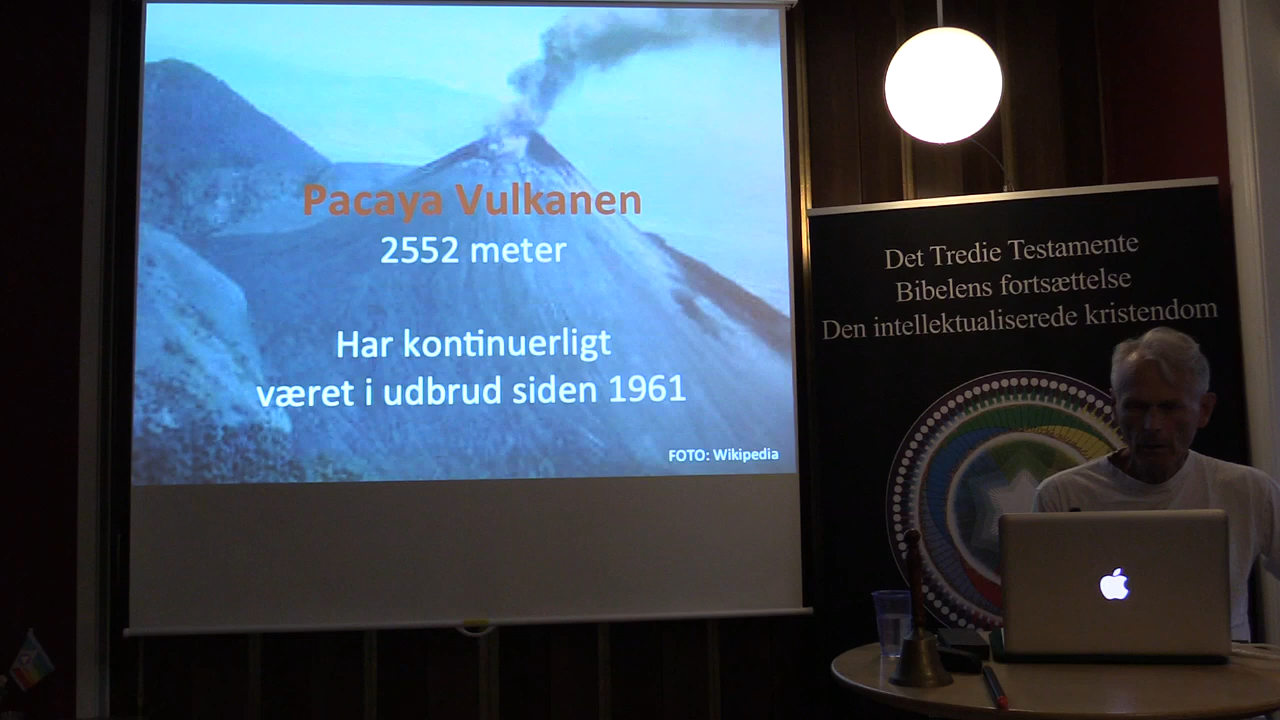 Pacaya Vulkanen
2552 meter
Har kontinuerligt
været i udbrud siden 1961
FOTO: Wikipedia
Det Tredie Testamente
Bibelens fortsættelse
Den intellektualiserede kristendom